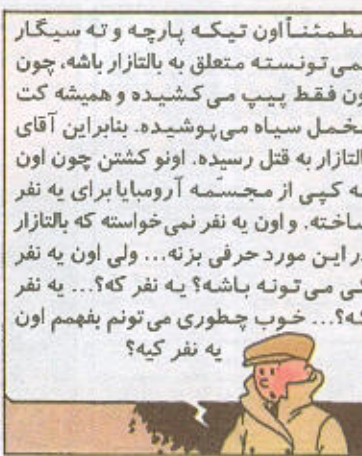 مطمئناً اون تیکه پارچه و ته سیگار
نمی‌تونسته متعلق به بالتازار باشه، چون
اون فقط پیپ می‌کشیده و همیشه کت
مخمل سیاه می‌پوشیده. بنابراین آقای
بالتازار به قتل رسیده. اونو کشتن چون اون
یه کپی از مجسّمه آرومبایا برای یه نفر
ساخته. و اون یه نفر نمی‌خواسته که بالتازار
در این مورد حرفی بزنه... ولی اون یه نفر
کی می‌تونه باشه؟ یه نفر که؟... یه نفر
که؟... خوب چطوری می‌تونم بفهمم اون
یه نفر کیه؟